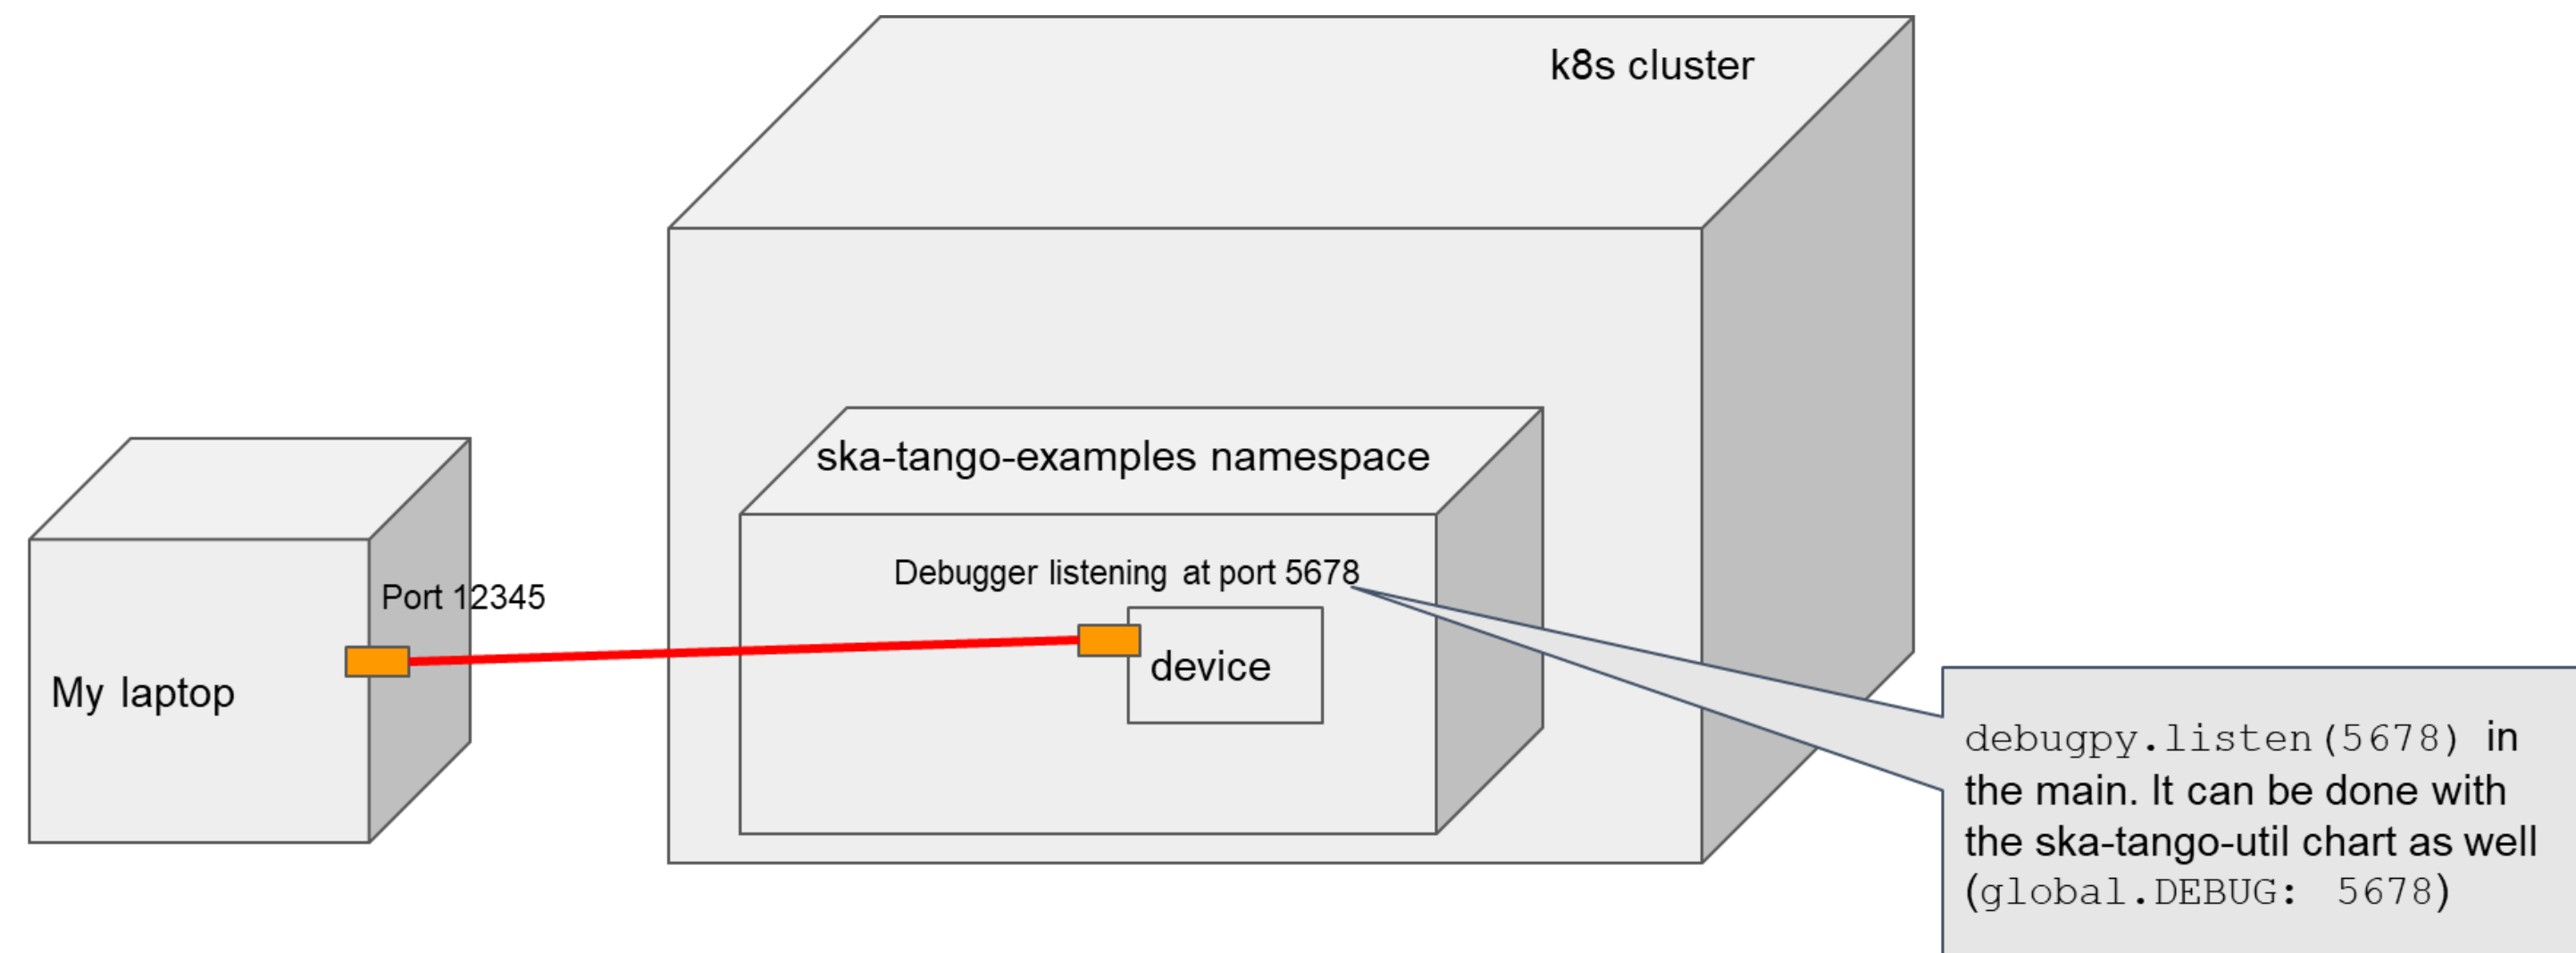 k8s cluster
ska-tango-examples namespace
Debugger listening at port 5678
Port 12345
device
My laptop
debugpy.listen(5678) in
the main. It can be done with
the ska-tango-util chart as well
(global.DEBUG: 5678)